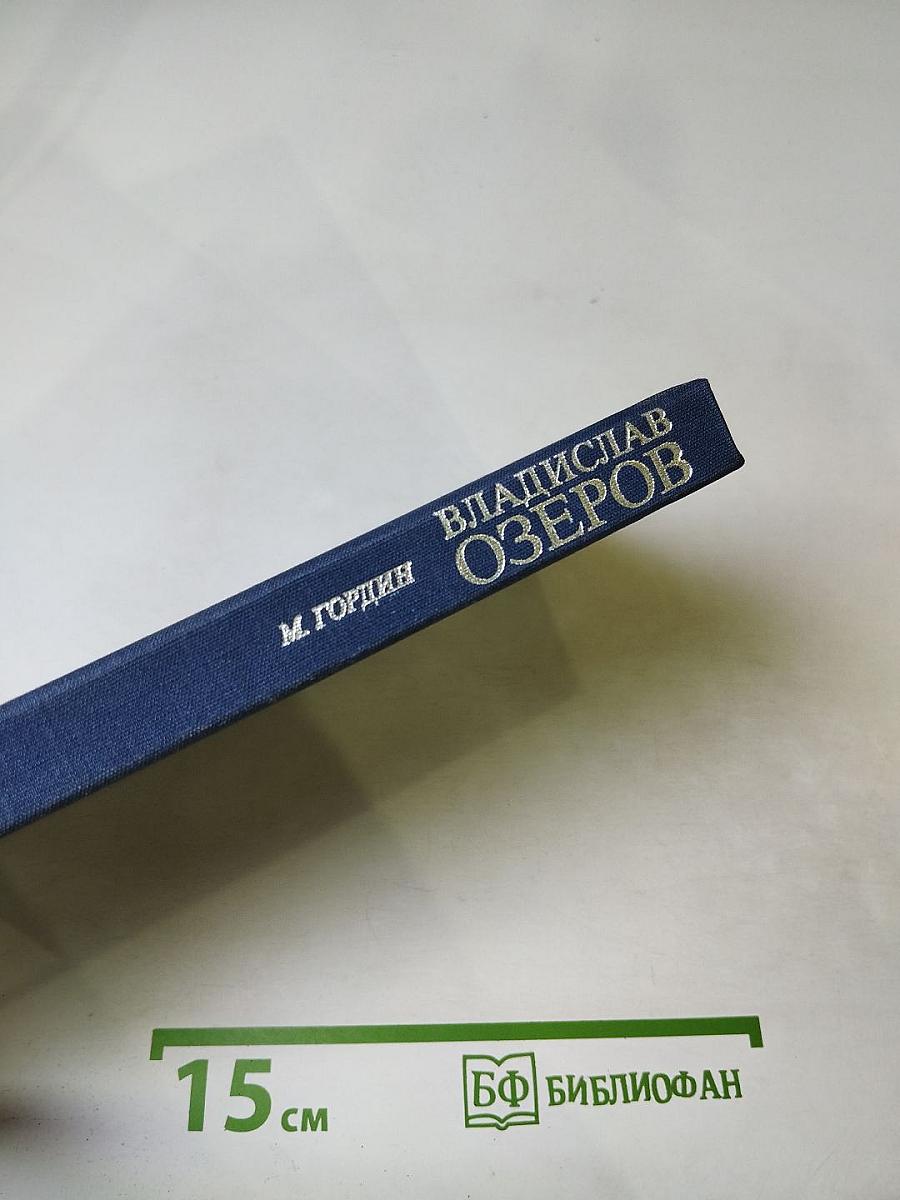 М. ГОРДИН
ВЛАДИСЛАВ
ОЗЕРОВ
15 см
БФ БИБЛИОФАН